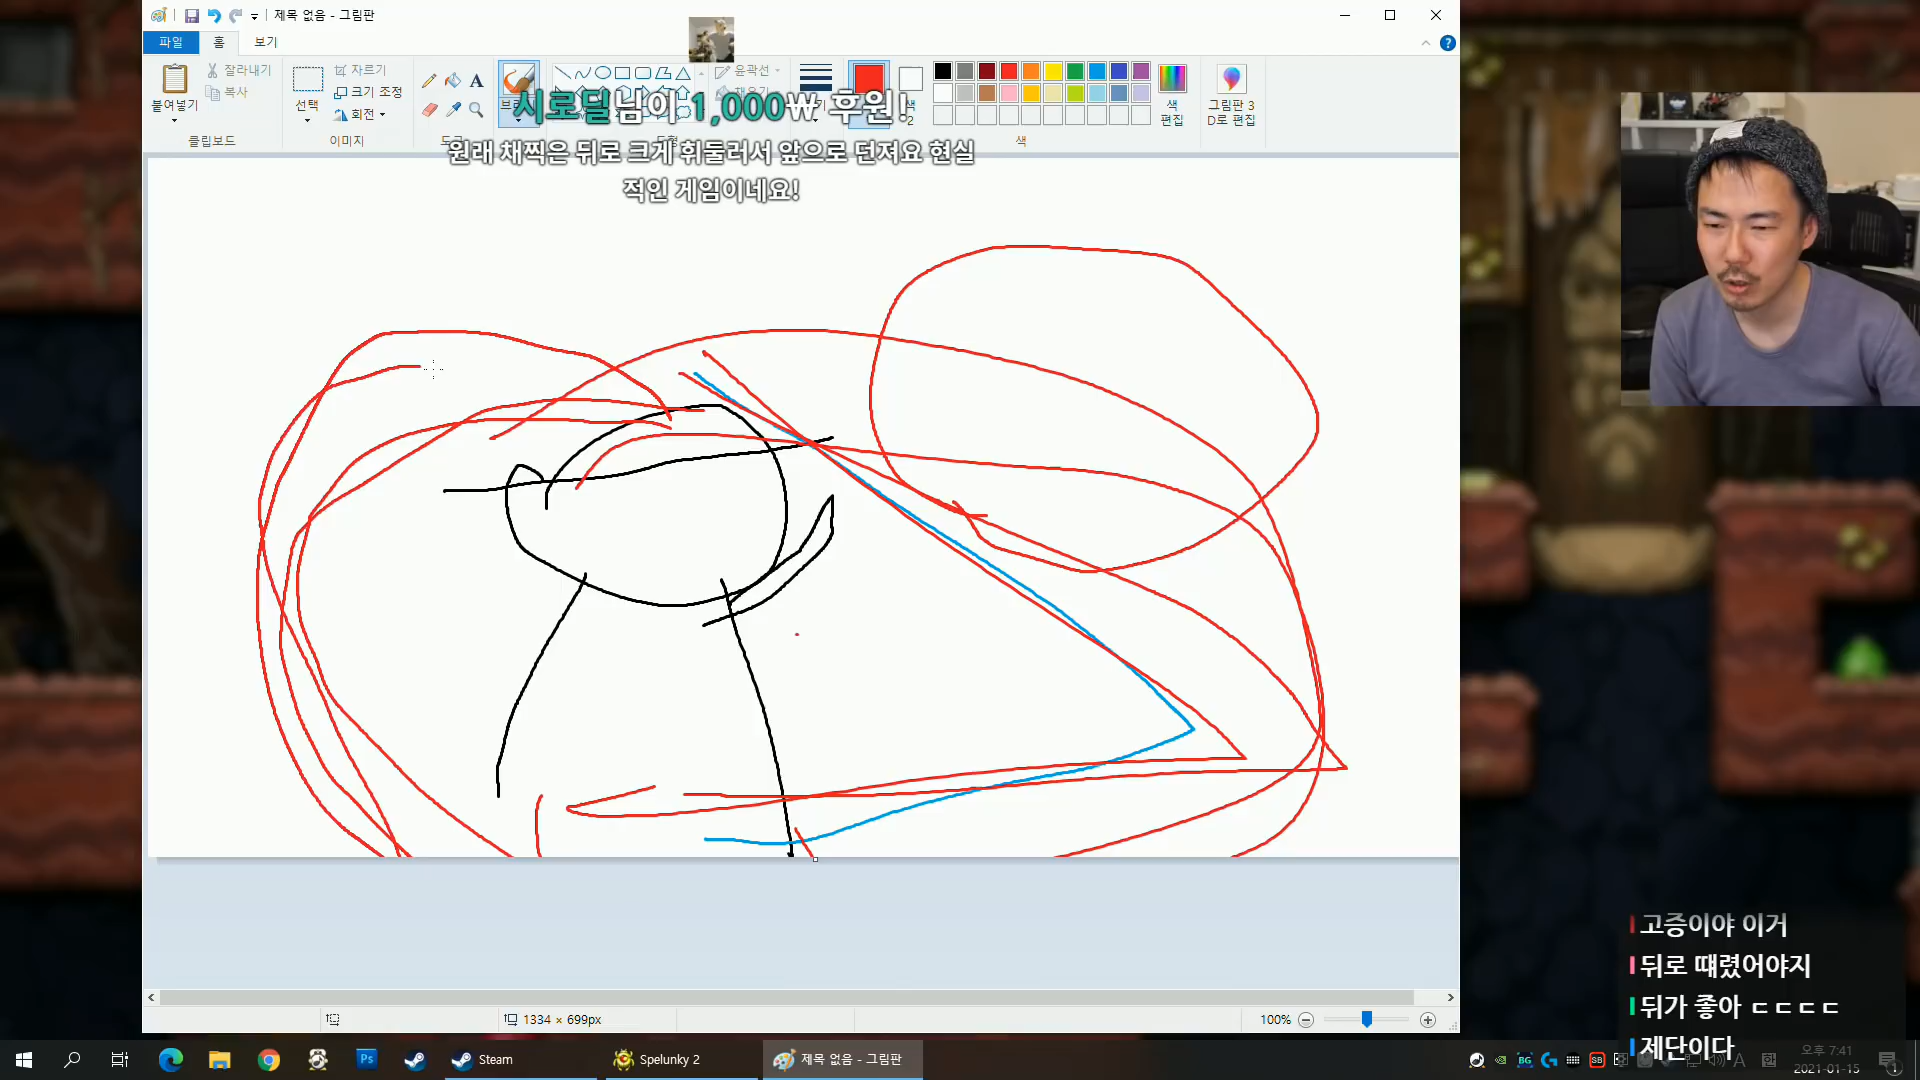 제목 없음 - 그림판
파일
홈
보기
붙여넣기
잘라내기
복사
클립보드
선택
자르기
크기 조정
회전
이미지
A
윤곽선
색
편집
그림판 3
D로 편집
색
시로딜님이 1,000₩ 후원!
원래 채찍은 뒤로 크게 휘둘러서 앞으로 던져요 현실
적인 게임이네요!
고증이야 이거
뒤로 때렸어야지
뒤가 좋아 ㄷㄷㄷㄷ
제단이다
1334 × 699px
100%
Ps
Steam
Spelunky 2
제목 없음 - 그림판
BG
SB
A
오후 7:41
2021-01-15